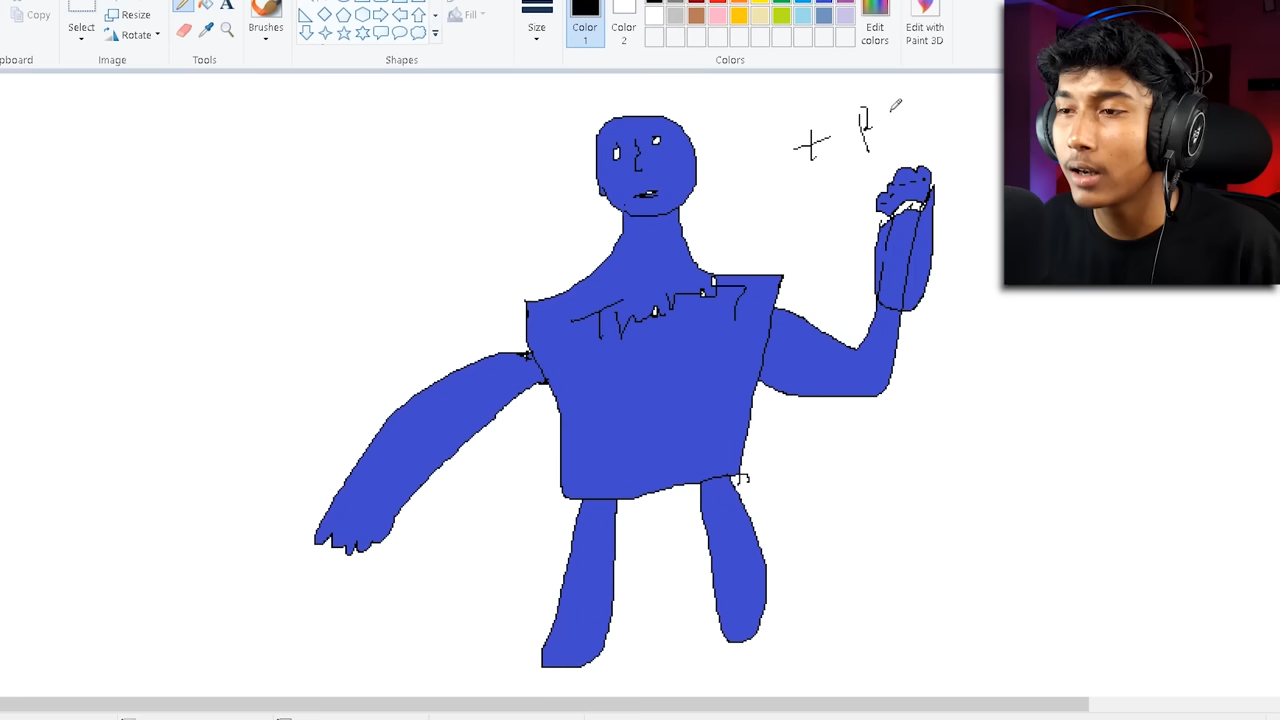 Copy
Resize
Rotate
Select
Image
Tools
Brushes
Shapes
Fill
Size
Color 1
Color 2
Colors
Edit colors
Edit with Paint 3D
+ P